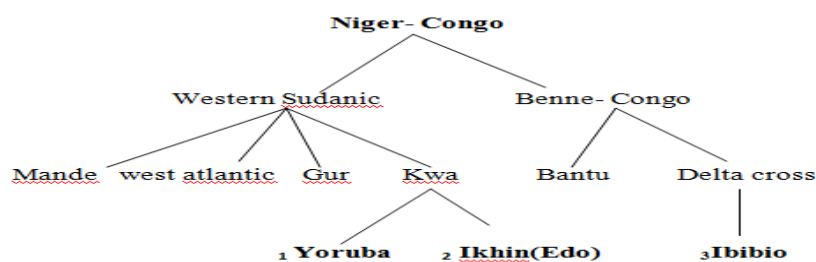 Niger- Congo
Western Sudanic Benne- Congo
Mande west atlantic Gur Kwa Bantu Delta cross
1 Yoruba 2 Ikhin(Edo) 3Ibibio